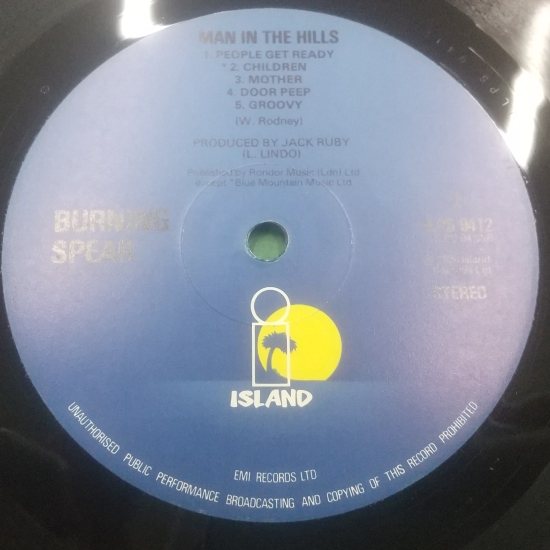 MAN IN THE HILLS
1. PEOPLE GET READY
*2. CHILDREN
3. MOTHER
4. DOOR PEEP
5. GROOVY
(W. Rodney)
PRODUCED BY JACK RUBY
(L. LINDO)
Published by Rondor Music (Ldn) Ltd
except *Blue Mountain Music Ltd
BURNING
SPEAR
9412
STEREO
i
ISLAND
EMI RECORDS LTD
UNAUTHORISED PUBLIC PERFORMANCE BROADCASTING AND COPYING OF THIS RECORD PROHIBITED